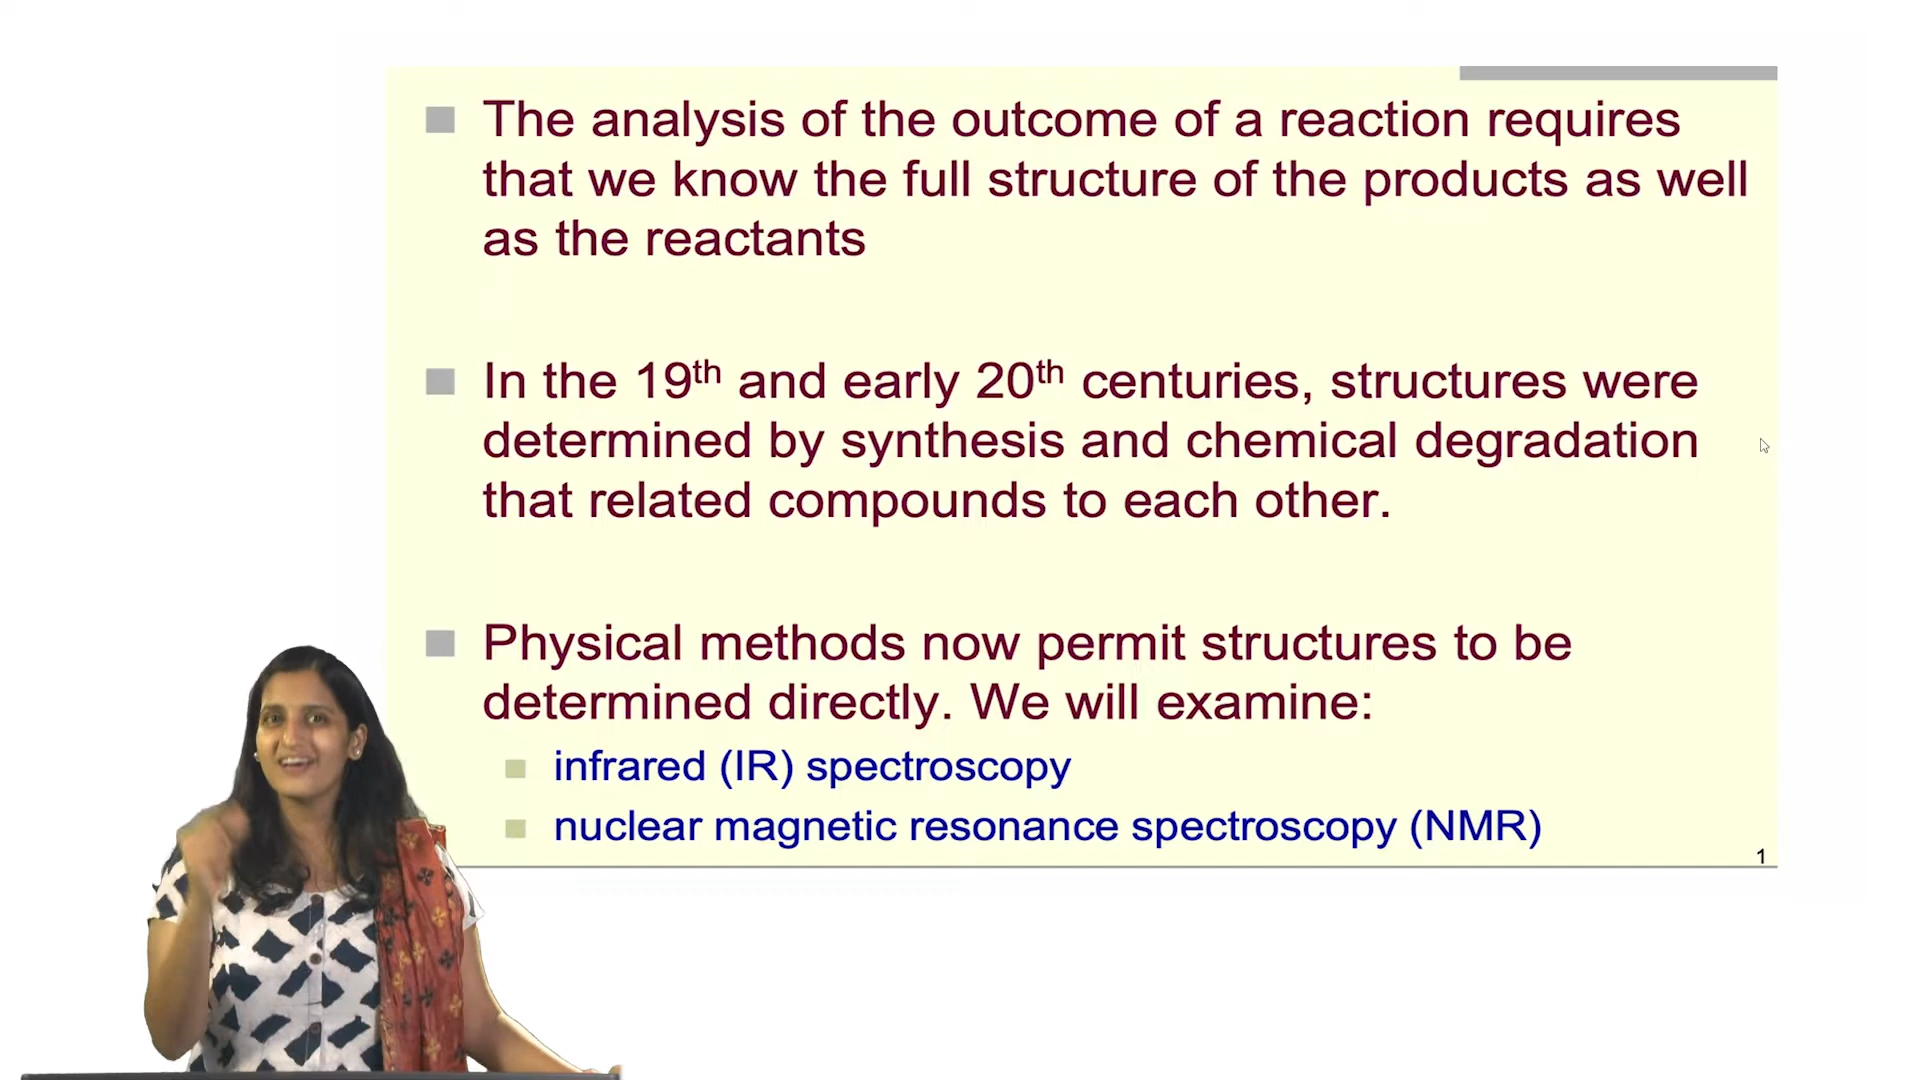 The analysis of the outcome of a reaction requires
that we know the full structure of the products as well
as the reactants
In the 19th and early 20th centuries, structures were
determined by synthesis and chemical degradation
that related compounds to each other.
Physical methods now permit structures to be
determined directly. We will examine:
infrared (IR) spectroscopy
nuclear magnetic resonance spectroscopy (NMR)
1